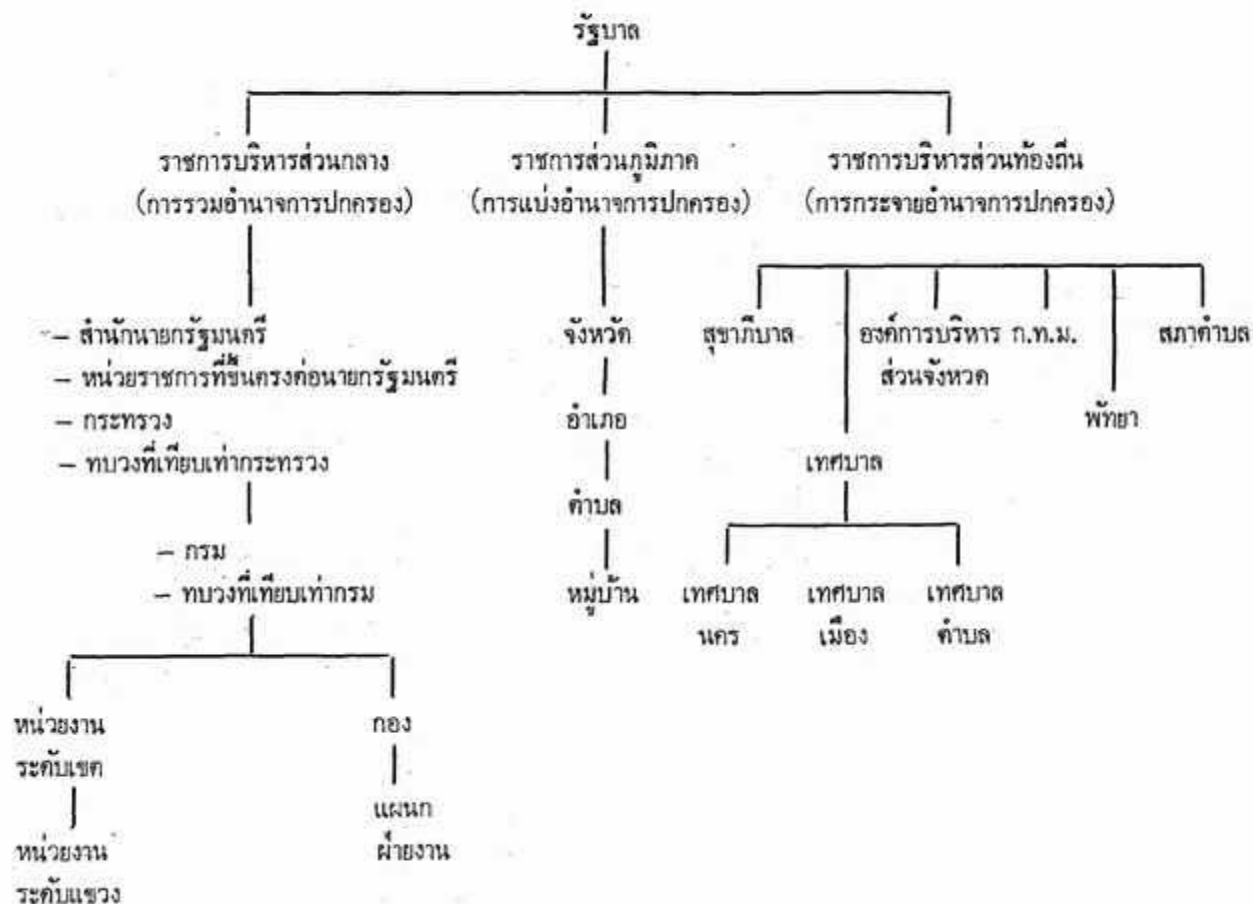 รัฐบาล
ราชการบริหารส่วนกลาง
(การรวมอำนาจการปกครอง)
ราชการส่วนภูมิภาค
(การแบ่งอำนาจการปกครอง)
ราชการบริหารส่วนท้องถิ่น
(การกระจายอำนาจการปกครอง)
– สำนักนายกรัฐมนตรี
– หน่วยราชการที่ขึ้นตรงต่อนายกรัฐมนตรี
– กระทรวง
– ทบวงที่เทียบเท่ากระทรวง
– กรม
– ทบวงที่เทียบเท่ากรม
หน่วยงาน
ระดับเขต
หน่วยงาน
ระดับแขวง
กอง
แผนก
ฝ่ายงาน
จังหวัด
อำเภอ
ตำบล
หมู่บ้าน
สุขาภิบาล
องค์การบริหาร
ส่วนจังหวัด
ก.ท.ม.
พัทยา
สภาตำบล
เทศบาล
เทศบาล
นคร
เทศบาล
เมือง
เทศบาล
ตำบล